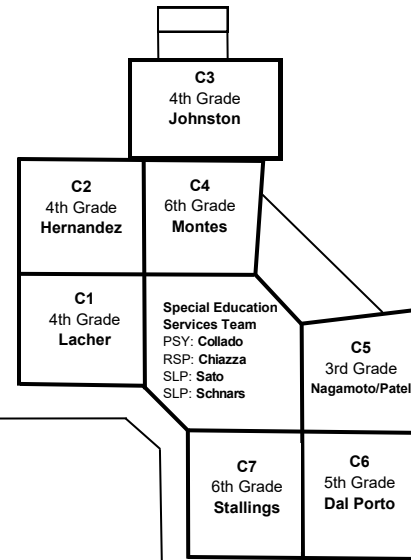 C3
4th Grade
Johnston
C2
4th Grade
Hernandez
C4
6th Grade
Montes
C1
4th Grade
Lacher
Special Education
Services Team
PSY: Collado
RSP: Chiazza
SLP: Sato
SLP: Schnars
C5
3rd Grade
Nagamoto/Patel
C7
6th Grade
Stallings
C6
5th Grade
Dal Porto